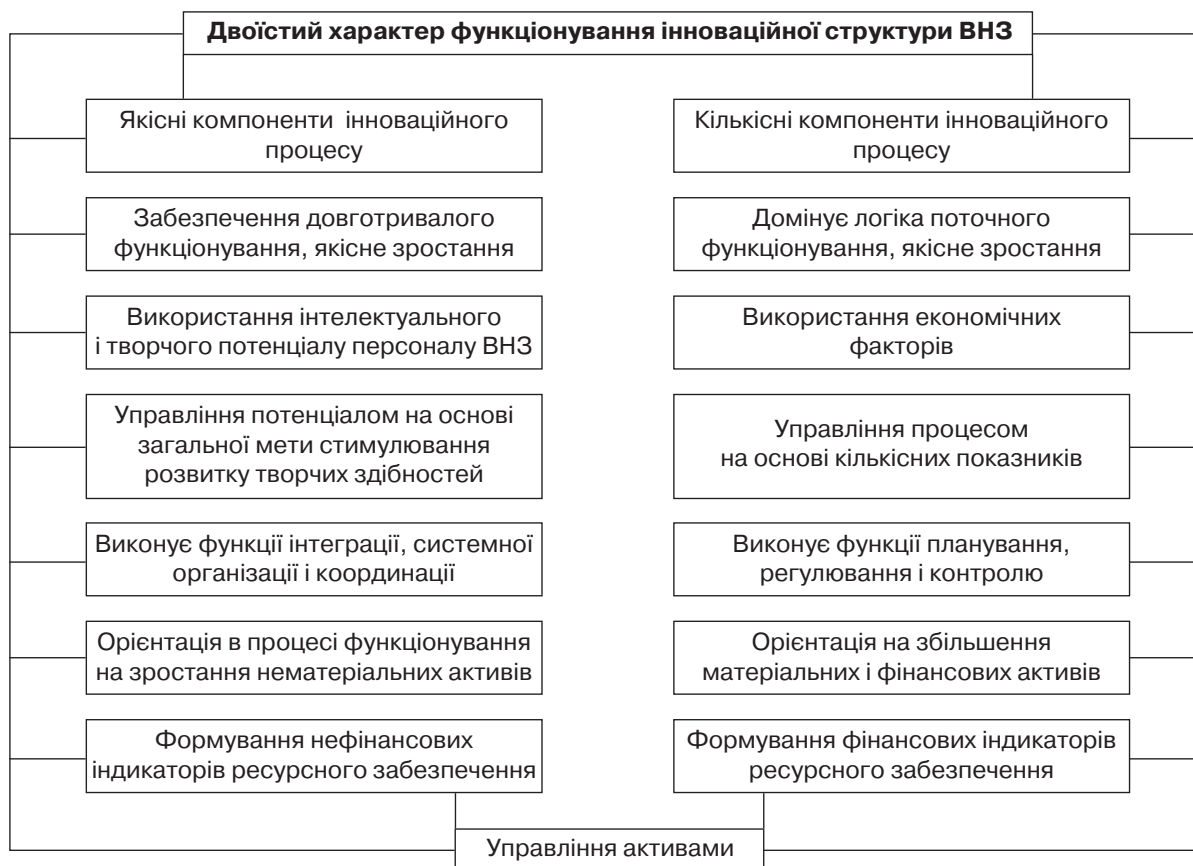 Двоїстий характер функціонування інноваційної структури ВНЗ
Якісні компоненти інноваційного
процесу
Кількісні компоненти інноваційного
процесу
Забезпечення довготривалого
функціонування, якісне зростання
Домінує логіка поточного
функціонування, якісне зростання
Використання інтелектуального
і творчого потенціалу персоналу ВНЗ
Використання економічних
факторів
Управління потенціалом на основі
загальної мети стимулювання
розвитку творчих здібностей
Управління процесом
на основі кількісних показників
Виконує функції інтеграції, системної
організації і координації
Виконує функції планування,
регулювання і контролю
Орієнтація в процесі функціонування
на зростання нематеріальних активів
Орієнтація на збільшення
матеріальних і фінансових активів
Формування нефінансових
індикаторів ресурсного забезпечення
Формування фінансових індикаторів
ресурсного забезпечення
Управління активами